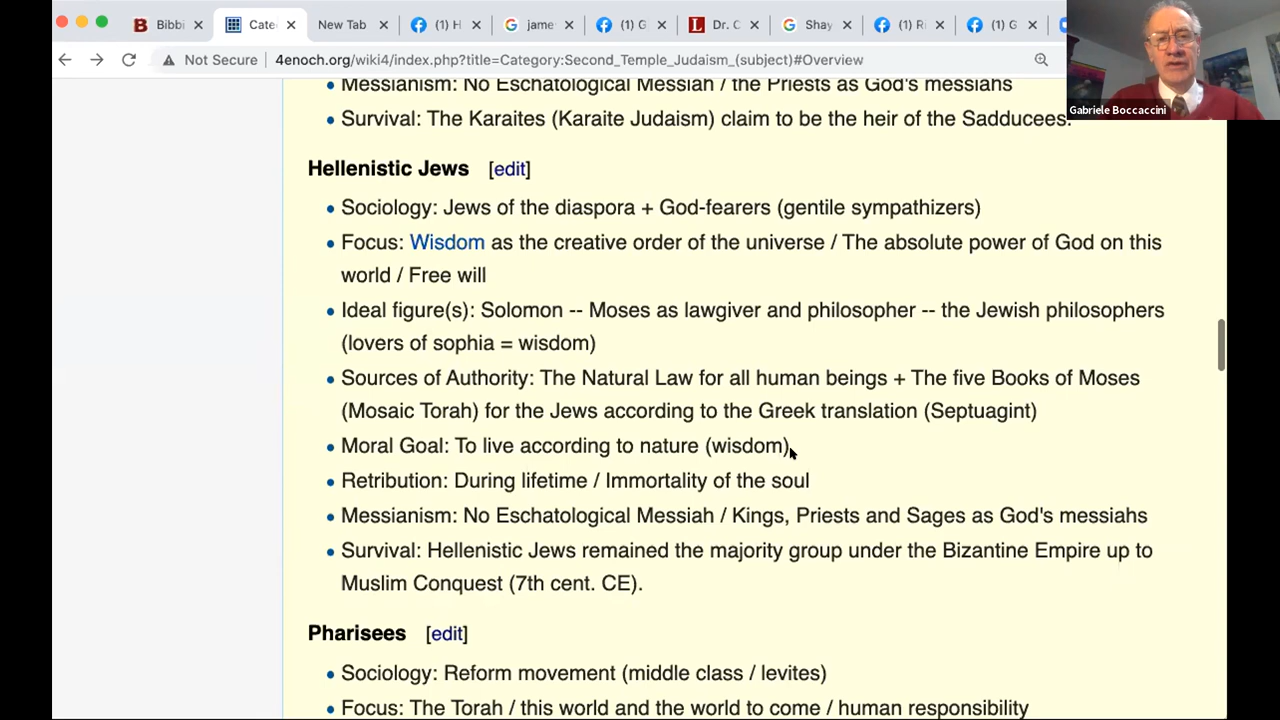 Bibbi
Cate
New Tab
(1) H
jame
(1) G
Dr. C
Shay
(1) Ri
(1) G
Not Secure
4enoch.org/wiki4/index.php?title=Category:Second_Temple_Judaism_(subject)#Overview
Gabriele Boccaccini
Messianism: No Eschatological Messiah / the Priests as God's messiahs
Survival: The Karaites (Karaite Judaism) claim to be the heir of the Sadducees.
Hellenistic Jews [edit]
Sociology: Jews of the diaspora + God-fearers (gentile sympathizers)
Focus: Wisdom as the creative order of the universe / The absolute power of God on this
world / Free will
Ideal figure(s): Solomon -- Moses as lawgiver and philosopher -- the Jewish philosophers
(lovers of sophia = wisdom)
Sources of Authority: The Natural Law for all human beings + The five Books of Moses
(Mosaic Torah) for the Jews according to the Greek translation (Septuagint)
Moral Goal: To live according to nature (wisdom)
Retribution: During lifetime / Immortality of the soul
Messianism: No Eschatological Messiah / Kings, Priests and Sages as God's messiahs
Survival: Hellenistic Jews remained the majority group under the Bizantine Empire up to
Muslim Conquest (7th cent. CE).
Pharisees [edit]
Sociology: Reform movement (middle class / levites)
Focus: The Torah / this world and the world to come / human responsibility